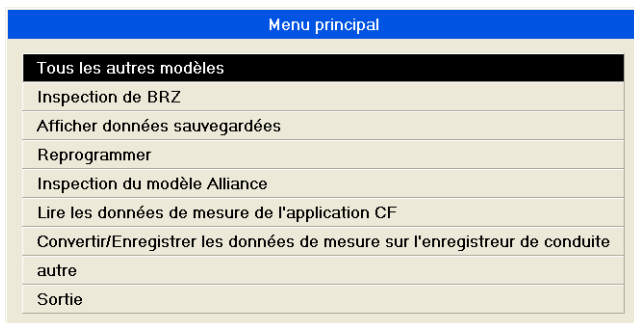 Menu principal
Tous les autres modèles
Inspection de BRZ
Afficher données sauvegardées
Reprogrammer
Inspection du modèle Alliance
Lire les données de mesure de l'application CF
Convertir/Enregistrer les données de mesure sur l'enregistreur de conduite
autre
Sortie